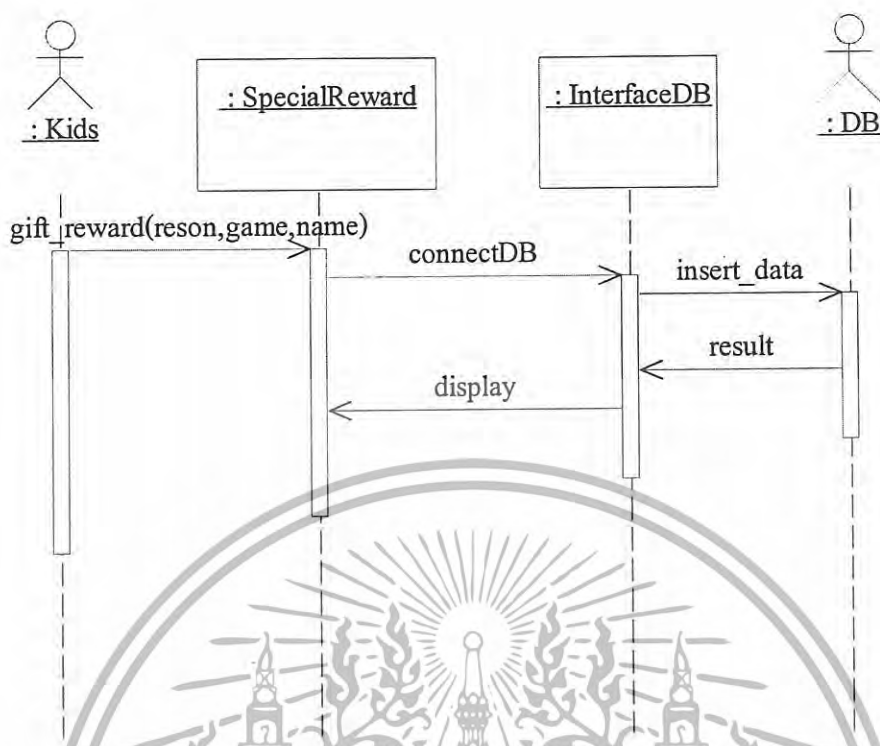 : Kids
: SpecialReward
: InterfaceDB
: DB
gift_reward(reson,game,name)
connectDB
insert_data
result
display